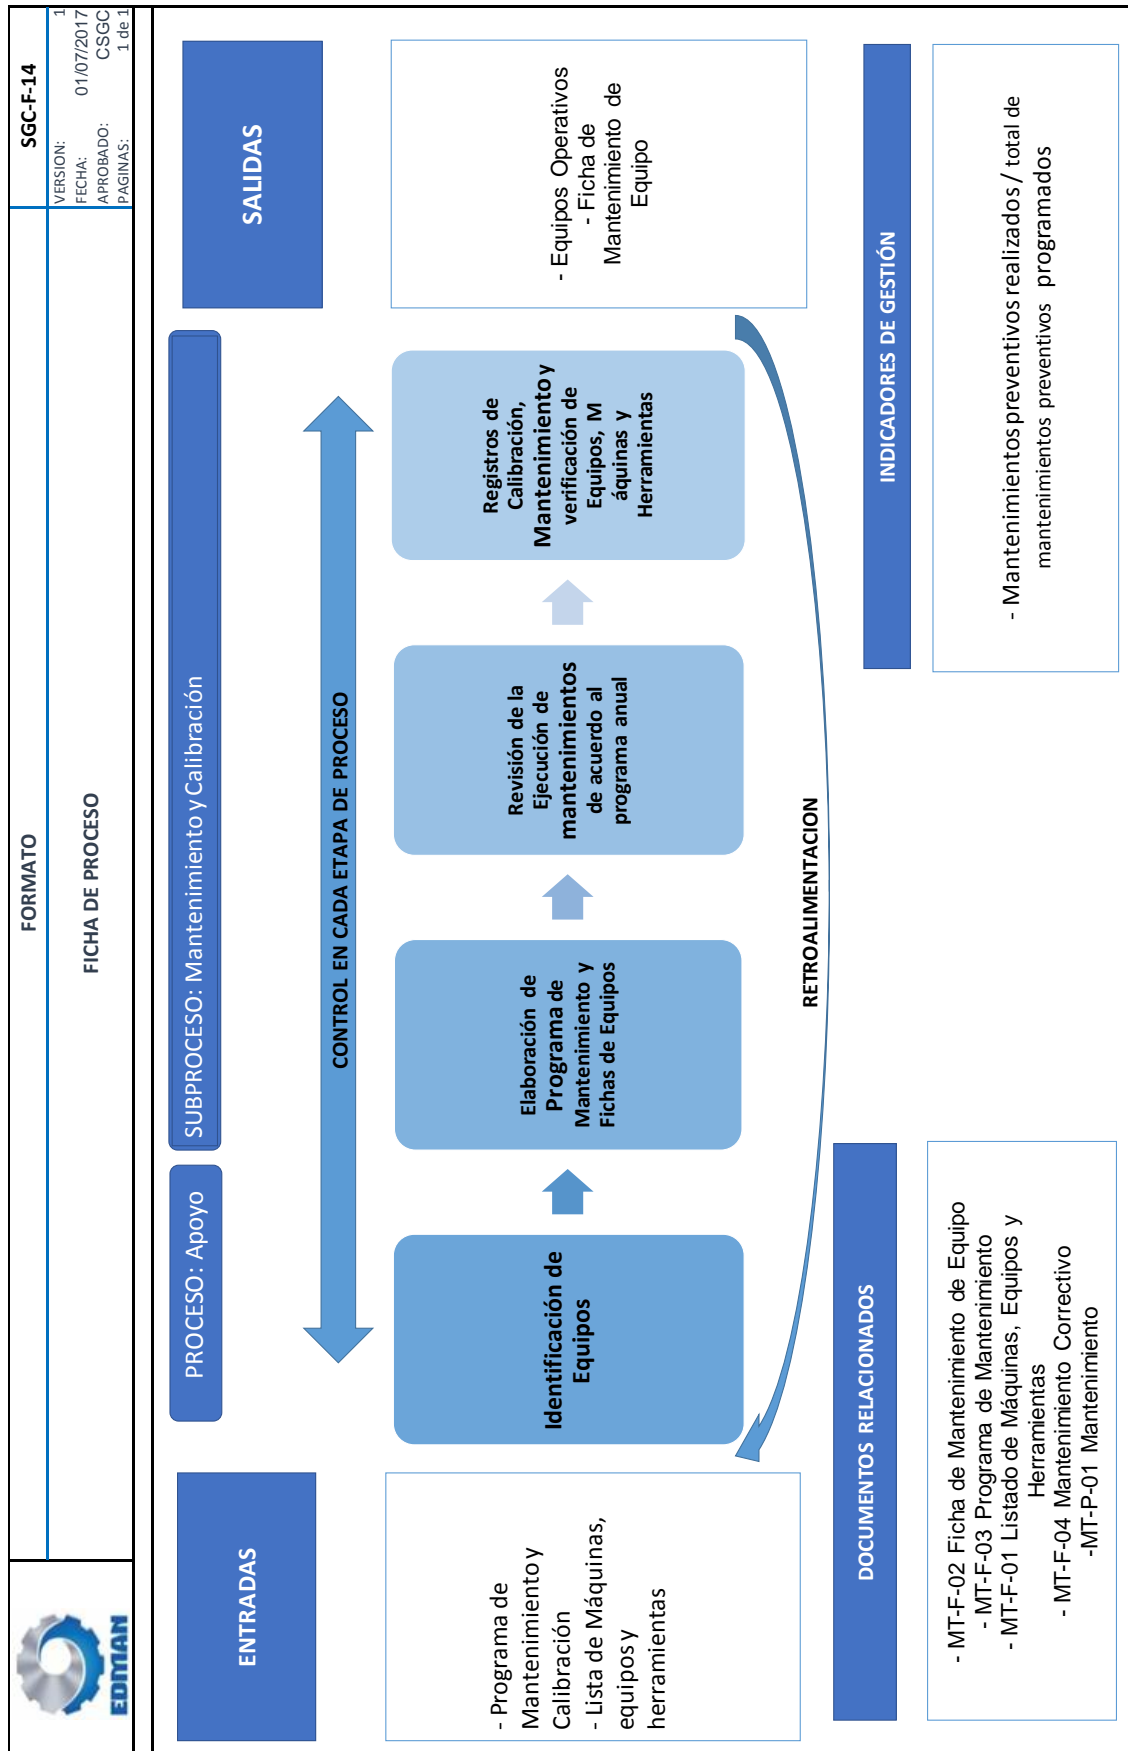 EDMAN
FORMATO
FICHA DE PROCESO
SGC-F-14
VERSION: 1
FECHA: 01/07/2017
APROBADO: CSGC
PAGINAS: 1 de 1
PROCESO: Apoyo
SUBPROCESO: Mantenimiento y Calibración
ENTRADAS
- Programa de
Mantenimiento y
Calibración
- Lista de Máquinas,
equipos y
herramientas
CONTROL EN CADA ETAPA DE PROCESO
Identificación de
Equipos
Elaboración de
Programa de
Mantenimiento y
Fichas de Equipos
Revisión de la
Ejecución de
mantenimientos
de acuerdo al
programa anual
Registros de
Calibración,
Mantenimiento y
verificación de
Equipos, M
áquinas y
Herramientas
SALIDAS
- Equipos Operativos
- Ficha de
Mantenimiento de
Equipo
RETROALIMENTACION
DOCUMENTOS RELACIONADOS
- MT-F-02 Ficha de Mantenimiento de Equipo
- MT-F-03 Programa de Mantenimiento
- MT-F-01 Listado de Máquinas, Equipos y
Herramientas
- MT-F-04 Mantenimiento Correctivo
-MT-P-01 Mantenimiento
INDICADORES DE GESTIÓN
- Mantenimientos preventivos realizados / total de
mantenimientos preventivos programados